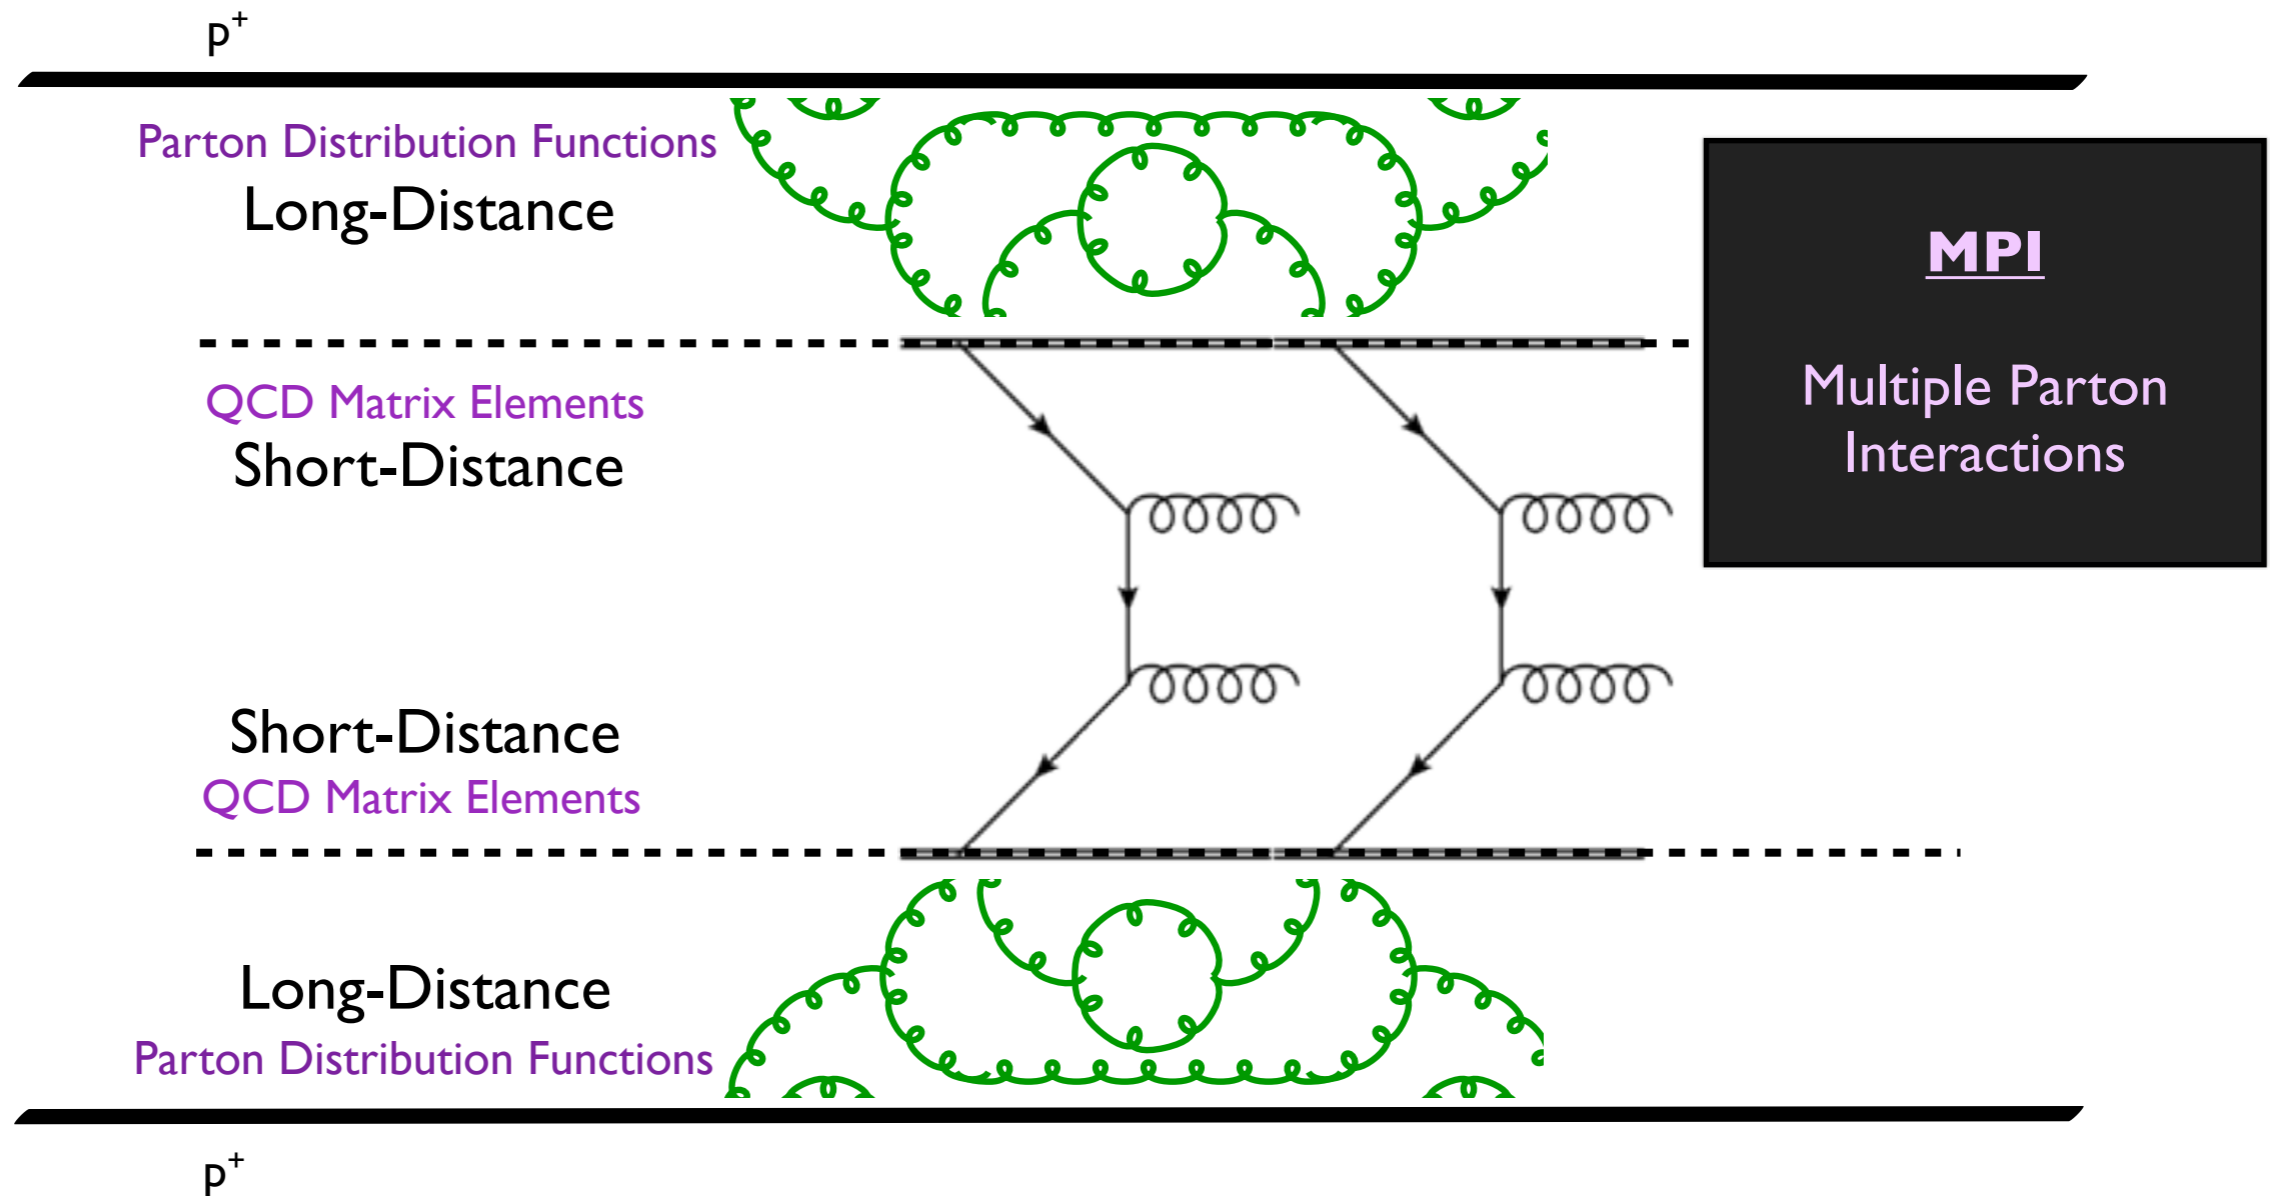 p⁺
Parton Distribution Functions
Long-Distance
MPI
Multiple Parton
Interactions
QCD Matrix Elements
Short-Distance
Short-Distance
QCD Matrix Elements
Long-Distance
Parton Distribution Functions
p⁺